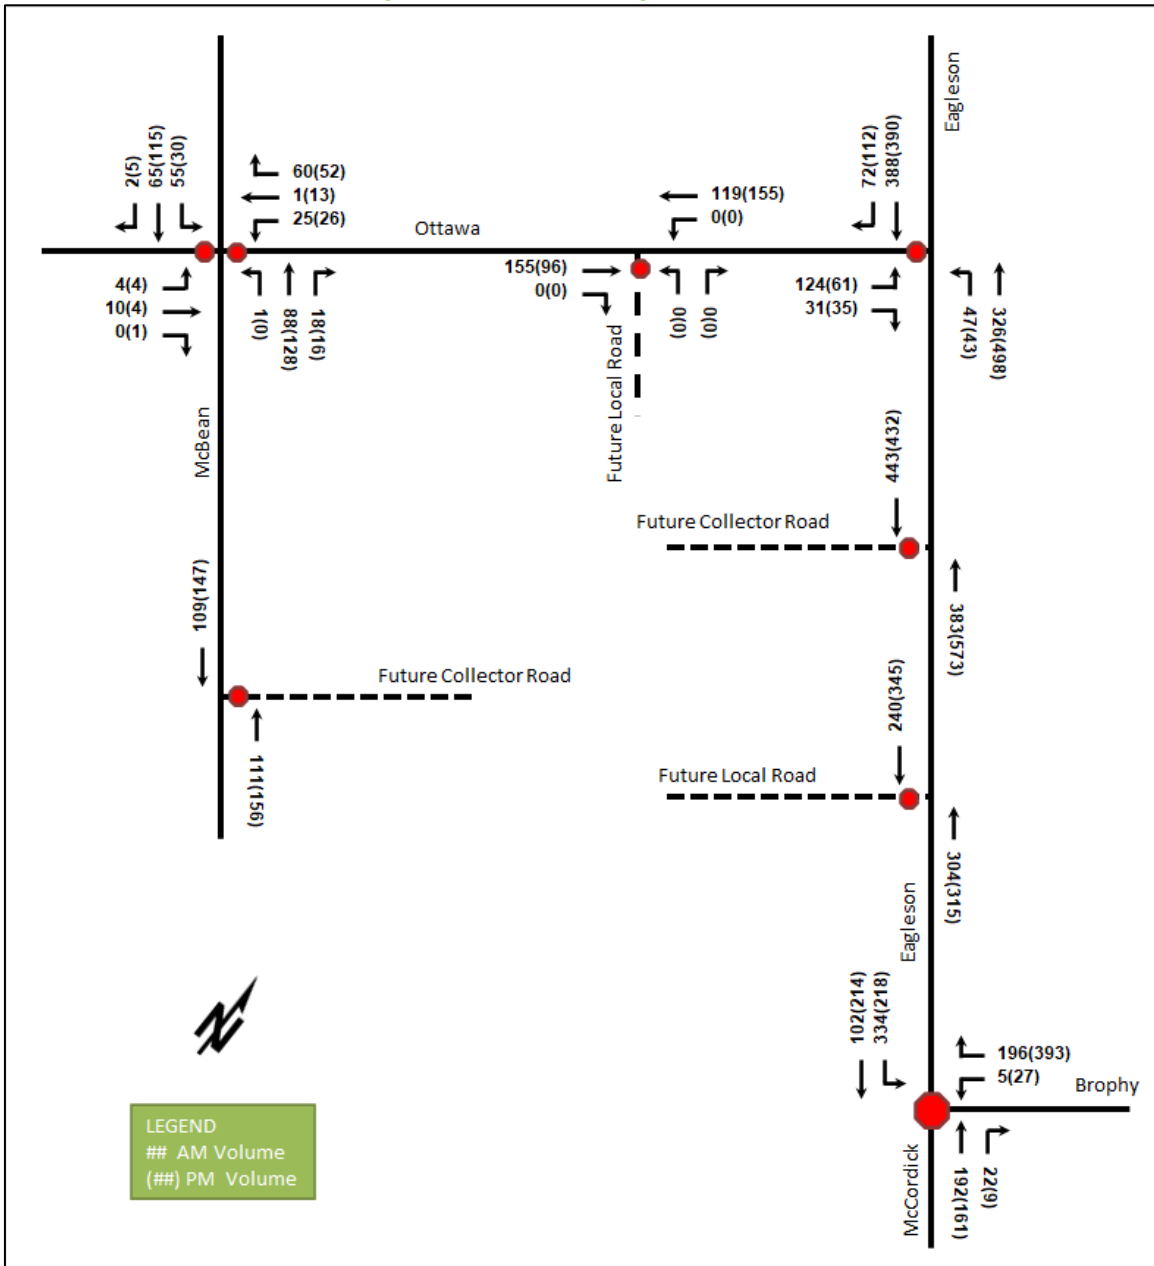 Eagleson
2(5)
65(115)
55(30)
60(52)
1(13)
25(26)
Ottawa
119(155)
0(0)
72(112)
388(390)
4(4)
10(4)
0(1)
1(0)
88(128)
18(16)
155(96)
0(0)
0(0)
0(0)
124(61)
31(35)
47(43)
326(498)
McBean
Future Local Road
443(432)
Future Collector Road
109(147)
383(573)
Future Collector Road
240(345)
111(156)
Future Local Road
304(315)
Eagleson
102(214)
334(218)
196(393)
5(27)
Brophy
N
LEGEND
## AM Volume
(##) PM Volume
McCordick
192(161)
22(9)